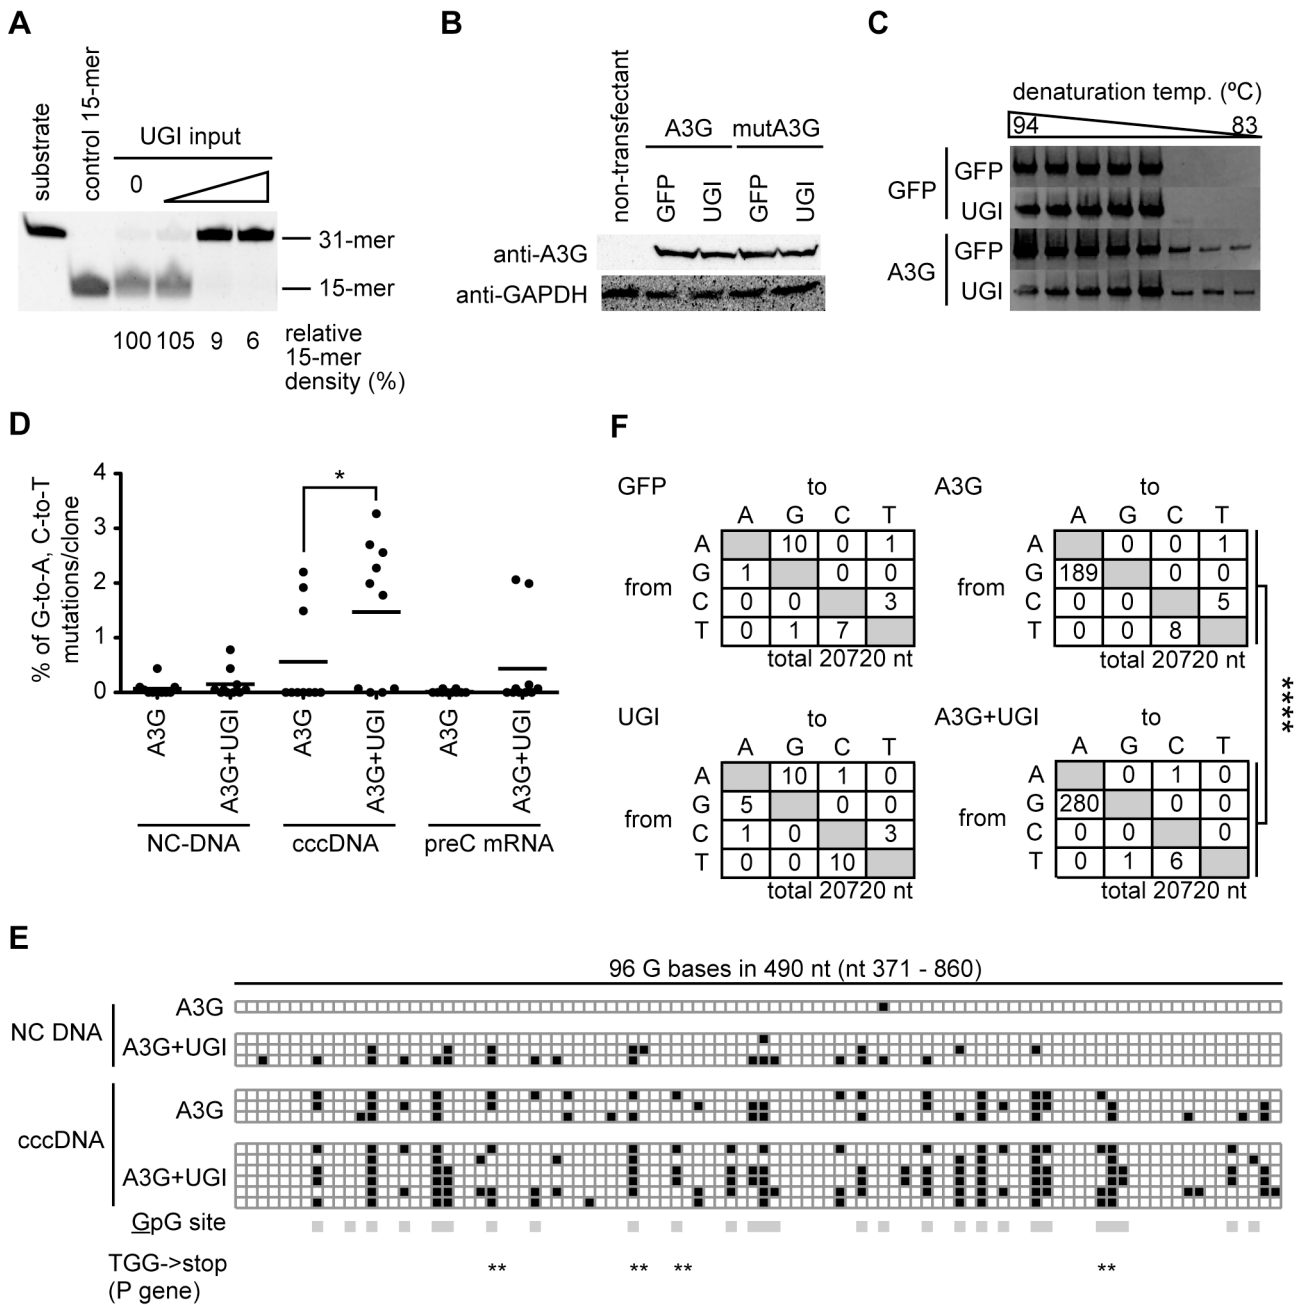 A
substrate
control 15-mer
UGI input
0
31-mer
15-mer
100 105 9 6
relative
15-mer
density (%)
B
non-transfectant
A3G mutA3G
GFP UGI GFP UGI
anti-A3G
anti-GAPDH
C
denaturation temp. (ºC)
94 83
GFP
GFP
UGI
A3G
GFP
UGI
D
% of G-to-A, C-to-T
mutations/clone
4
3
2
1
0
A3G A3G+UGI A3G A3G+UGI A3G A3G+UGI
NC-DNA cccDNA preC mRNA
*
F
GFP to
A G C T
from
A 10 0 1
G 1 0 0
C 0 0 3
T 0 1 7
total 20720 nt
A3G to
A G C T
from
A 0 0 1
G 189 0 0
C 0 0 5
T 0 0 8
total 20720 nt
UGI to
A G C T
from
A 10 1 0
G 5 0 0
C 1 0 3
T 0 0 10
total 20720 nt
A3G+UGI to
A G C T
from
A 0 1 0
G 280 0 0
C 0 0 0
T 0 1 6
total 20720 nt
****
E
96 G bases in 490 nt (nt 371 - 860)
NC DNA
A3G
A3G+UGI
cccDNA
A3G
A3G+UGI
GpG site
TGG->stop
(P gene)
** ** ** **